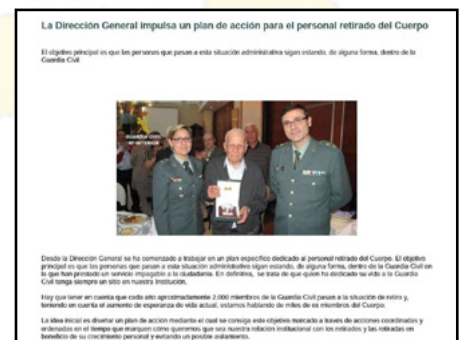 La Dirección General impulsa un plan de acción para el personal retirado del Cuerpo
El objetivo principal es que las personas que pasan a esta situación administrativa sigan estando, de alguna forma, dentro de la
Guardia Civil
Desde la Dirección General se ha comenzado a trabajar en un plan específico dedicado al personal retirado del Cuerpo. El objetivo
principal es que las personas que pasan a esta situación administrativa sigan estando, de alguna forma, dentro de la Guardia Civil en
la que han prestado un servicio impagable a la ciudadanía. En definitiva, se trata de que quien ha dedicado su vida a la Guardia
Civil tenga siempre un sitio en nuestra Institución.
Hay que tener en cuenta que cada año aproximadamente 2.000 miembros de la Guardia Civil pasan a la situación de retiro y,
teniendo en cuenta el aumento de esperanza de vida actual, estamos hablando de miles de ex miembros del Cuerpo.
La idea inicial es diseñar un plan de acción mediante el cual se consiga este objetivo marcado a través de acciones coordinadas y
ordenadas en el tiempo que marquen cómo queremos que sea nuestra relación institucional con los retirados y las retiradas en
beneficio de su crecimiento personal y evitando un posible aislamiento.